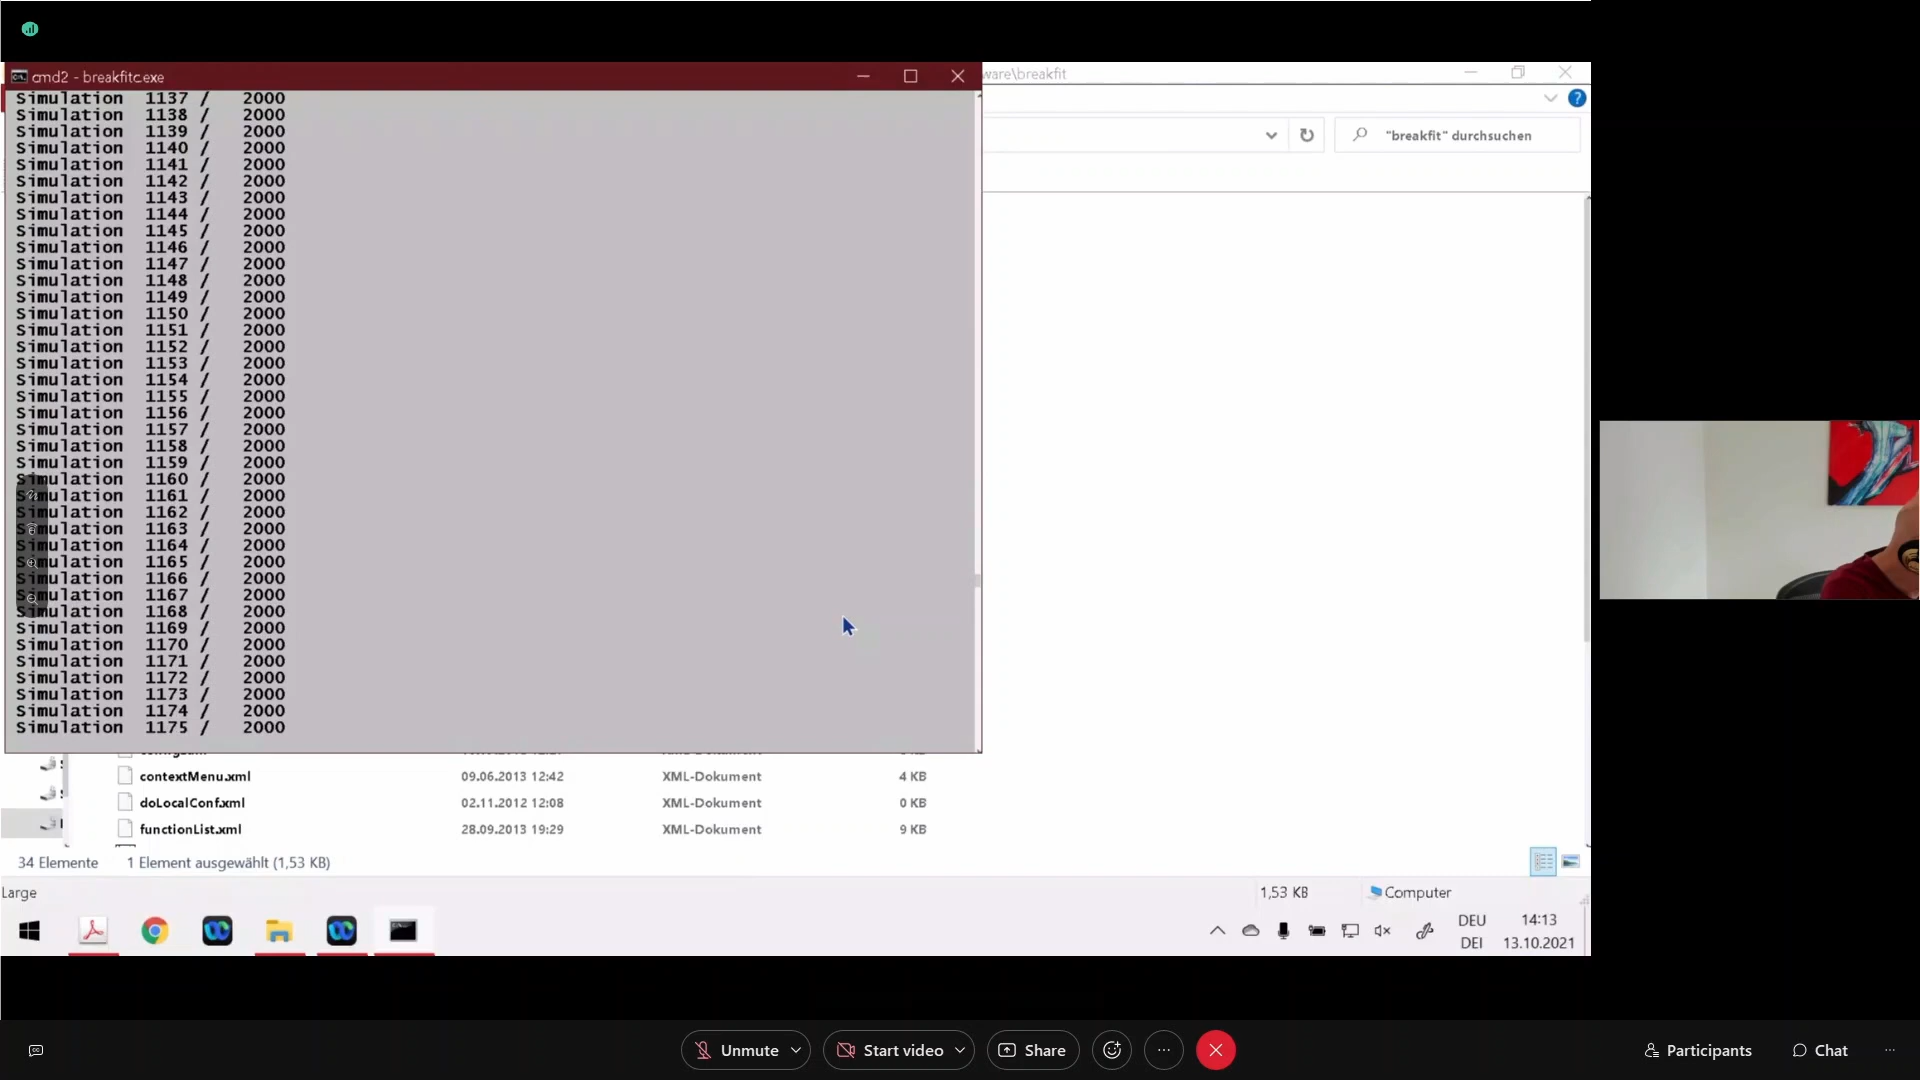 cmd2 - breakfitc.exe
ware\breakfit
Simulation 1137 / 2000
Simulation 1138 / 2000
Simulation 1139 / 2000
Simulation 1140 / 2000
Simulation 1141 / 2000
Simulation 1142 / 2000
Simulation 1143 / 2000
Simulation 1144 / 2000
Simulation 1145 / 2000
Simulation 1146 / 2000
Simulation 1147 / 2000
Simulation 1148 / 2000
Simulation 1149 / 2000
Simulation 1150 / 2000
Simulation 1151 / 2000
Simulation 1152 / 2000
Simulation 1153 / 2000
Simulation 1154 / 2000
Simulation 1155 / 2000
Simulation 1156 / 2000
Simulation 1157 / 2000
Simulation 1158 / 2000
Simulation 1159 / 2000
Simulation 1160 / 2000
Simulation 1161 / 2000
Simulation 1162 / 2000
Simulation 1163 / 2000
Simulation 1164 / 2000
Simulation 1165 / 2000
Simulation 1166 / 2000
Simulation 1167 / 2000
Simulation 1168 / 2000
Simulation 1169 / 2000
Simulation 1170 / 2000
Simulation 1171 / 2000
Simulation 1172 / 2000
Simulation 1173 / 2000
Simulation 1174 / 2000
Simulation 1175 / 2000
"breakfit" durchsuchen
contextMenu.xml 09.06.2013 12:42 XML-Dokument 4 KB
doLocalConf.xml 02.11.2012 12:08 XML-Dokument 0 KB
functionList.xml 28.09.2013 19:29 XML-Dokument 9 KB
34 Elemente 1 Element ausgewählt (1,53 KB)
Large 1,53 KB Computer
DEU 14:13
DEI 13.10.2021
Unmute Start video Share Participants Chat